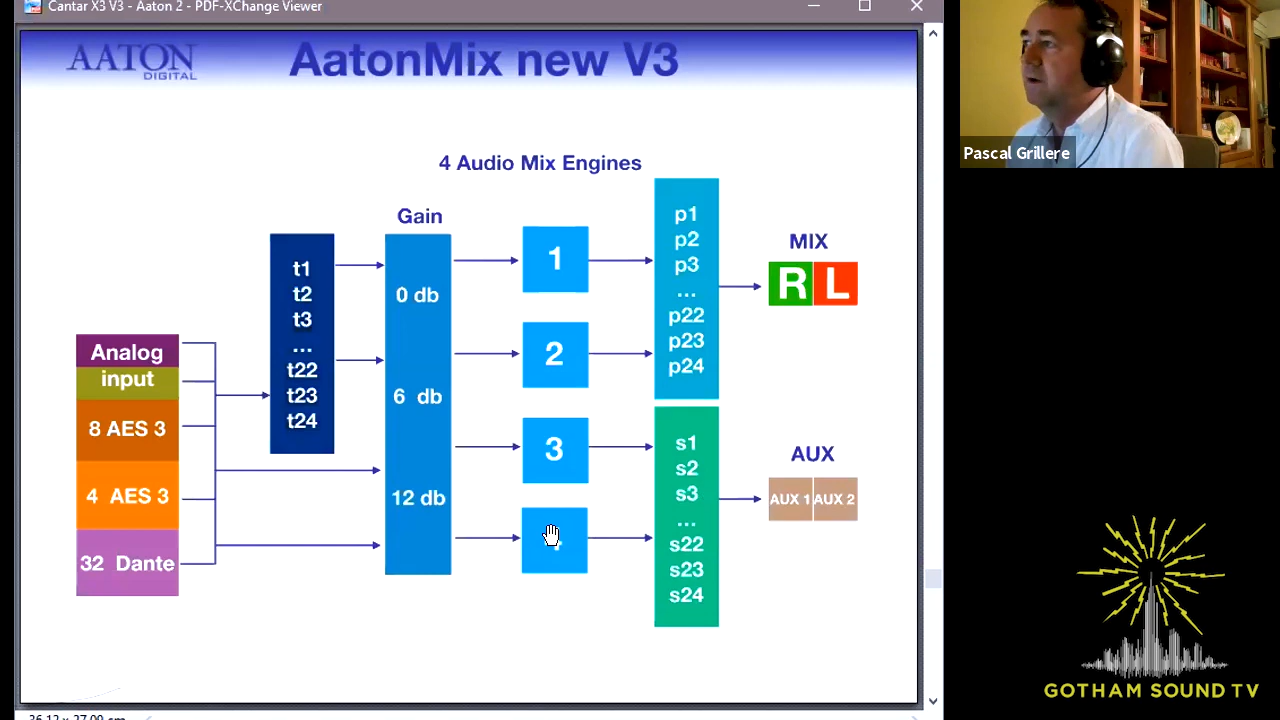 Cantar X3 V3 - Aaton 2 - PDF-XChange Viewer
AATON
DIGITAL
AatonMix new V3
Pascal Grillere
4 Audio Mix Engines
Gain
t1
t2
t3
...
t22
t23
t24
Analog
input
8 AES 3
4 AES 3
32 Dante
0 db
6 db
12 db
1
2
3
p1
p2
p3
...
p22
p23
p24
s1
s2
s3
...
s22
s23
s24
MIX
R L
AUX
AUX 1 AUX 2
GOTHAM SOUND TV